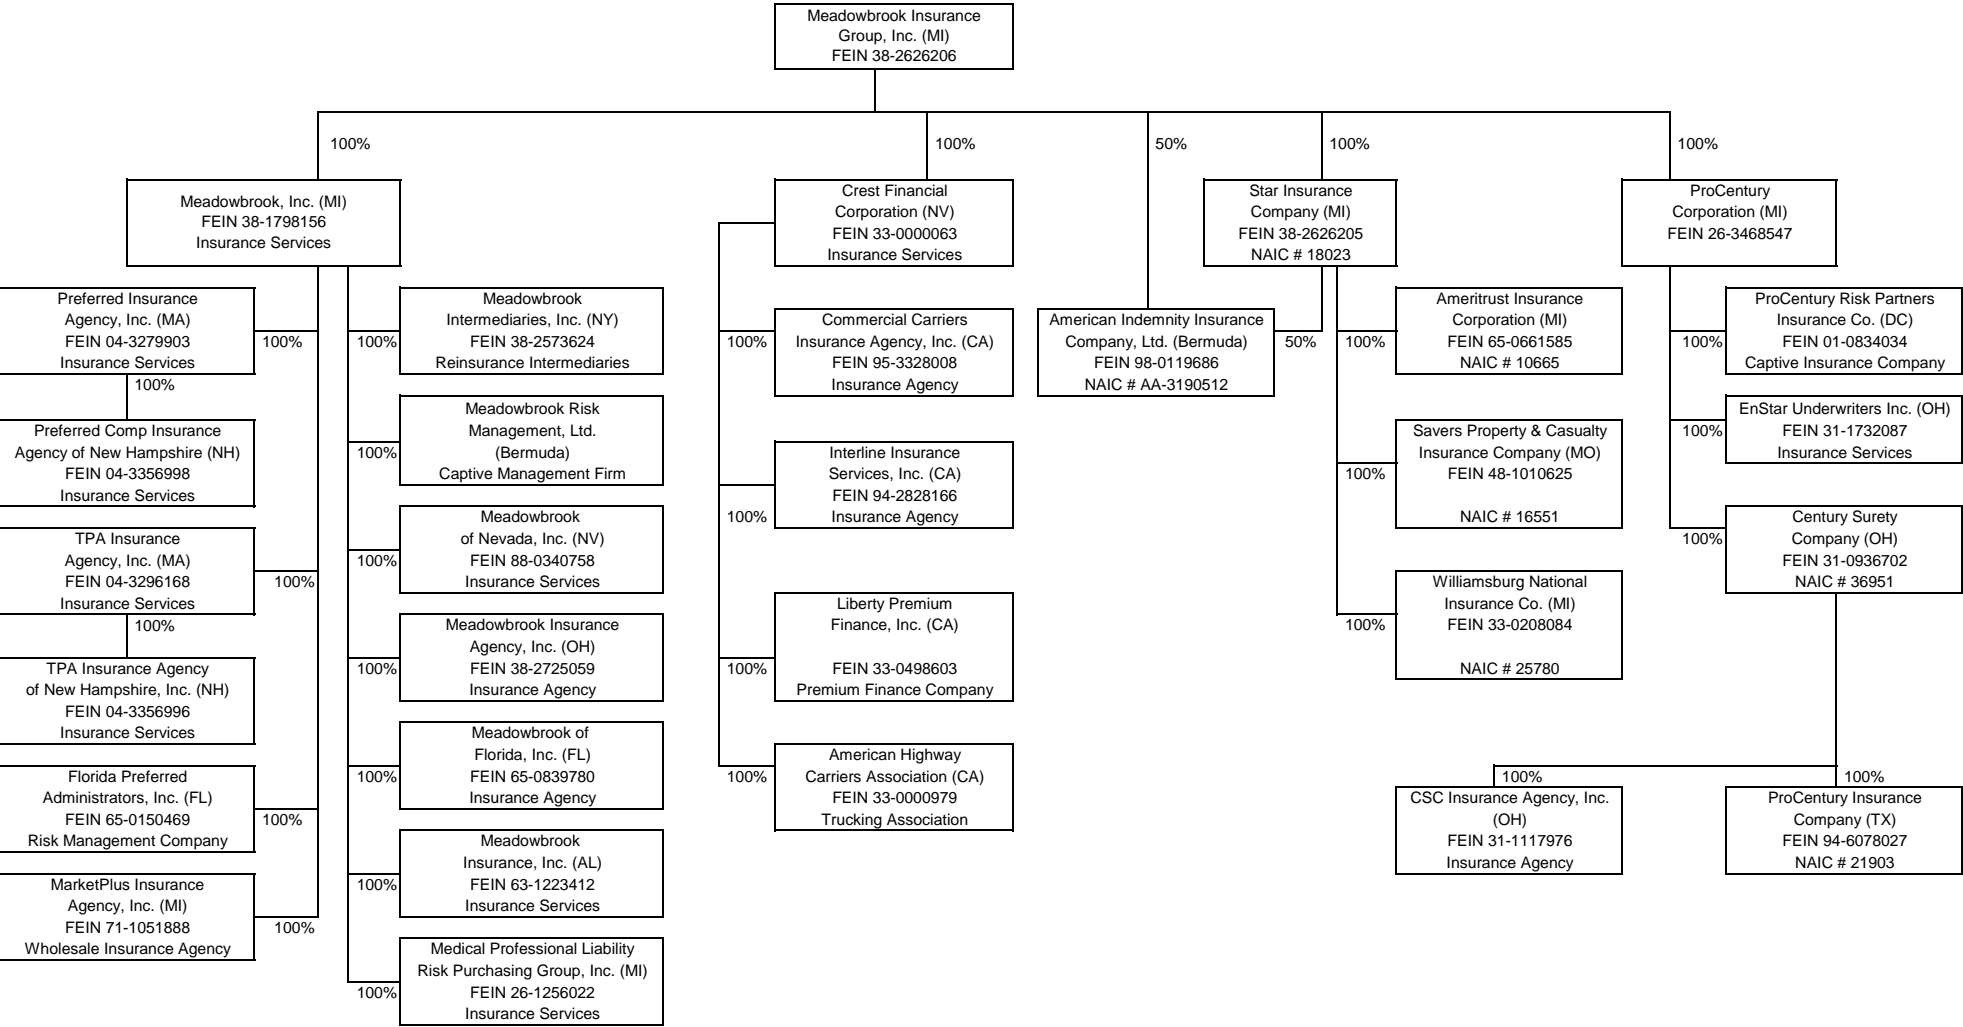 Meadowbrook Insurance
Group, Inc. (MI)
FEIN 38-2626206
100%
100%
50%
100%
100%
Meadowbrook, Inc. (MI)
FEIN 38-1798156
Insurance Services
Crest Financial
Corporation (NV)
FEIN 33-0000063
Insurance Services
Star Insurance
Company (MI)
FEIN 38-2626205
NAIC # 18023
ProCentury
Corporation (MI)
FEIN 26-3468547
Preferred Insurance
Agency, Inc. (MA)
FEIN 04-3279903
Insurance Services
100%
100%
Preferred Comp Insurance
Agency of New Hampshire (NH)
FEIN 04-3356998
Insurance Services
TPA Insurance
Agency, Inc. (MA)
FEIN 04-3296168
Insurance Services
100%
100%
TPA Insurance Agency
of New Hampshire, Inc. (NH)
FEIN 04-3356996
Insurance Services
Florida Preferred
Administrators, Inc. (FL)
FEIN 65-0150469
Risk Management Company
100%
MarketPlus Insurance
Agency, Inc. (MI)
FEIN 71-1051888
Wholesale Insurance Agency
100%
100%
Meadowbrook
Intermediaries, Inc. (NY)
FEIN 38-2573624
Reinsurance Intermediaries
100%
Meadowbrook Risk
Management, Ltd.
(Bermuda)
Captive Management Firm
100%
Meadowbrook
of Nevada, Inc. (NV)
FEIN 88-0340758
Insurance Services
100%
Meadowbrook Insurance
Agency, Inc. (OH)
FEIN 38-2725059
Insurance Agency
100%
Meadowbrook of
Florida, Inc. (FL)
FEIN 65-0839780
Insurance Agency
100%
Meadowbrook
Insurance, Inc. (AL)
FEIN 63-1223412
Insurance Services
100%
Medical Professional Liability
Risk Purchasing Group, Inc. (MI)
FEIN 26-1256022
Insurance Services
100%
Commercial Carriers
Insurance Agency, Inc. (CA)
FEIN 95-3328008
Insurance Agency
100%
Interline Insurance
Services, Inc. (CA)
FEIN 94-2828166
Insurance Agency
100%
Liberty Premium
Finance, Inc. (CA)
FEIN 33-0498603
Premium Finance Company
100%
American Highway
Carriers Association (CA)
FEIN 33-0000979
Trucking Association
American Indemnity Insurance
Company, Ltd. (Bermuda)
FEIN 98-0119686
NAIC # AA-3190512
50%
100%
Ameritrust Insurance
Corporation (MI)
FEIN 65-0661585
NAIC # 10665
100%
Savers Property & Casualty
Insurance Company (MO)
FEIN 48-1010625
NAIC # 16551
100%
Williamsburg National
Insurance Co. (MI)
FEIN 33-0208084
NAIC # 25780
100%
ProCentury Risk Partners
Insurance Co. (DC)
FEIN 01-0834034
Captive Insurance Company
100%
EnStar Underwriters Inc. (OH)
FEIN 31-1732087
Insurance Services
100%
Century Surety
Company (OH)
FEIN 31-0936702
NAIC # 36951
100%
100%
CSC Insurance Agency, Inc.
(OH)
FEIN 31-1117976
Insurance Agency
ProCentury Insurance
Company (TX)
FEIN 94-6078027
NAIC # 21903